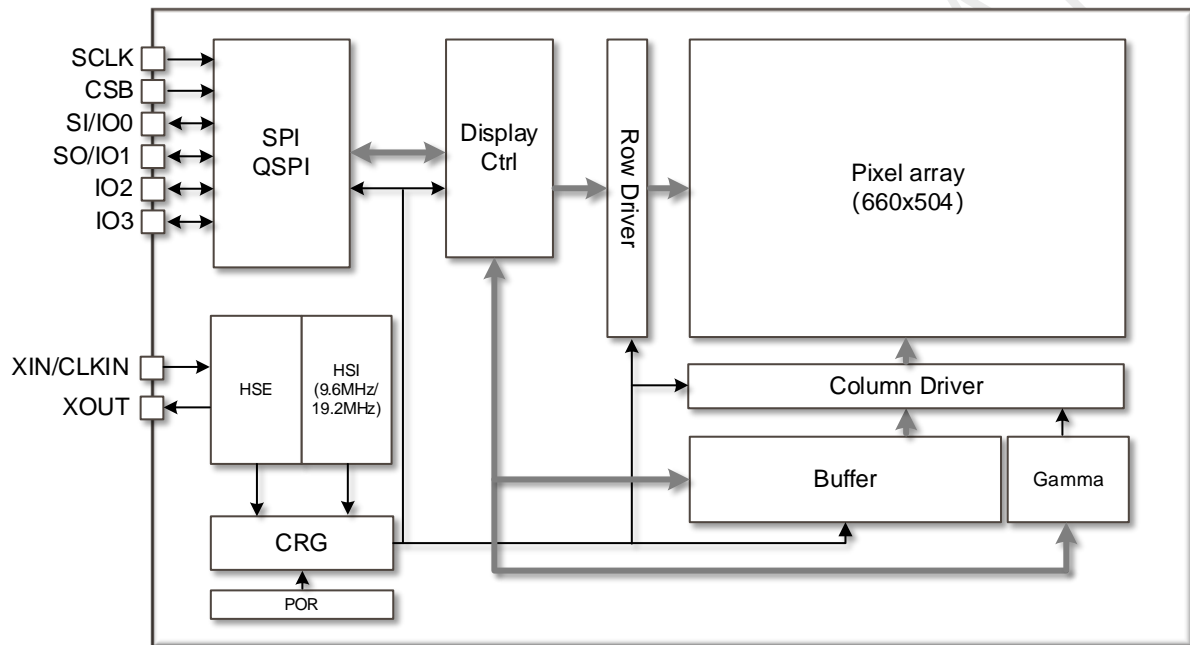 SCLK
CSB
SI/IO0
SO/IO1
IO2
IO3
SPI
QSPI
Display
Ctrl
Row Driver
Pixel array
(660x504)
XIN/CLKIN
XOUT
HSE
HSI
(9.6MHz/
19.2MHz)
Column Driver
Buffer
Gamma
CRG
POR